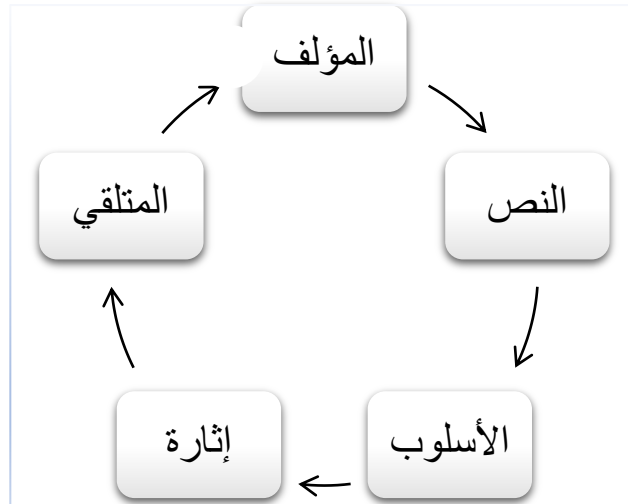 المؤلف
النص
الأسلوب
إثارة
المتلقي